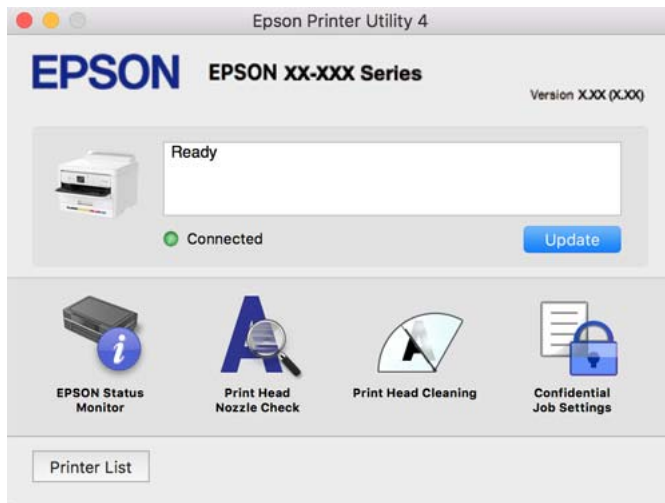 Epson Printer Utility 4
EPSON
EPSON XX-XXX Series
Version X.XX (X.XX)
Ready
Connected
Update
EPSON Status
Monitor
Print Head
Nozzle Check
Print Head Cleaning
Confidential
Job Settings
Printer List